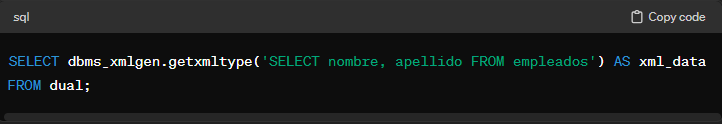 sql
Copy code
SELECT dbms_xmlgen.getxmltype('SELECT nombre, apellido FROM empleados') AS xml_data
FROM dual;